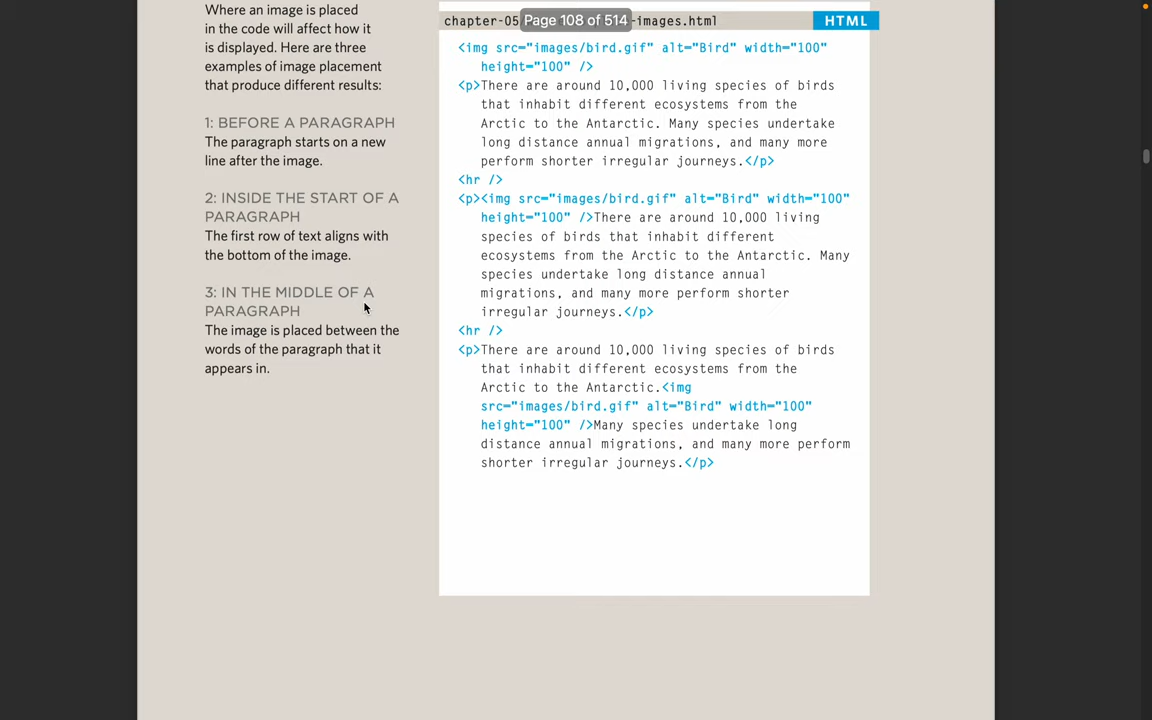 Where an image is placed
in the code will affect how it
is displayed. Here are three
examples of image placement
that produce different results:
1: BEFORE A PARAGRAPH
The paragraph starts on a new
line after the image.
2: INSIDE THE START OF A
PARAGRAPH
The first row of text aligns with
the bottom of the image.
3: IN THE MIDDLE OF A
PARAGRAPH
The image is placed between the
words of the paragraph that it
appears in.
chapter-05
Page 108 of 514
-images.html
HTML
<img src="images/bird.gif" alt="Bird" width="100"
height="100" />
<p>There are around 10,000 living species of birds
that inhabit different ecosystems from the
Arctic to the Antarctic. Many species undertake
long distance annual migrations, and many more
perform shorter irregular journeys.</p>
<hr />
<p><img src="images/bird.gif" alt="Bird" width="100"
height="100" />There are around 10,000 living
species of birds that inhabit different
ecosystems from the Arctic to the Antarctic. Many
species undertake long distance annual
migrations, and many more perform shorter
irregular journeys.</p>
<hr />
<p>There are around 10,000 living species of birds
that inhabit different ecosystems from the
Arctic to the Antarctic.<img
src="images/bird.gif" alt="Bird" width="100"
height="100" />Many species undertake long
distance annual migrations, and many more perform
shorter irregular journeys.</p>